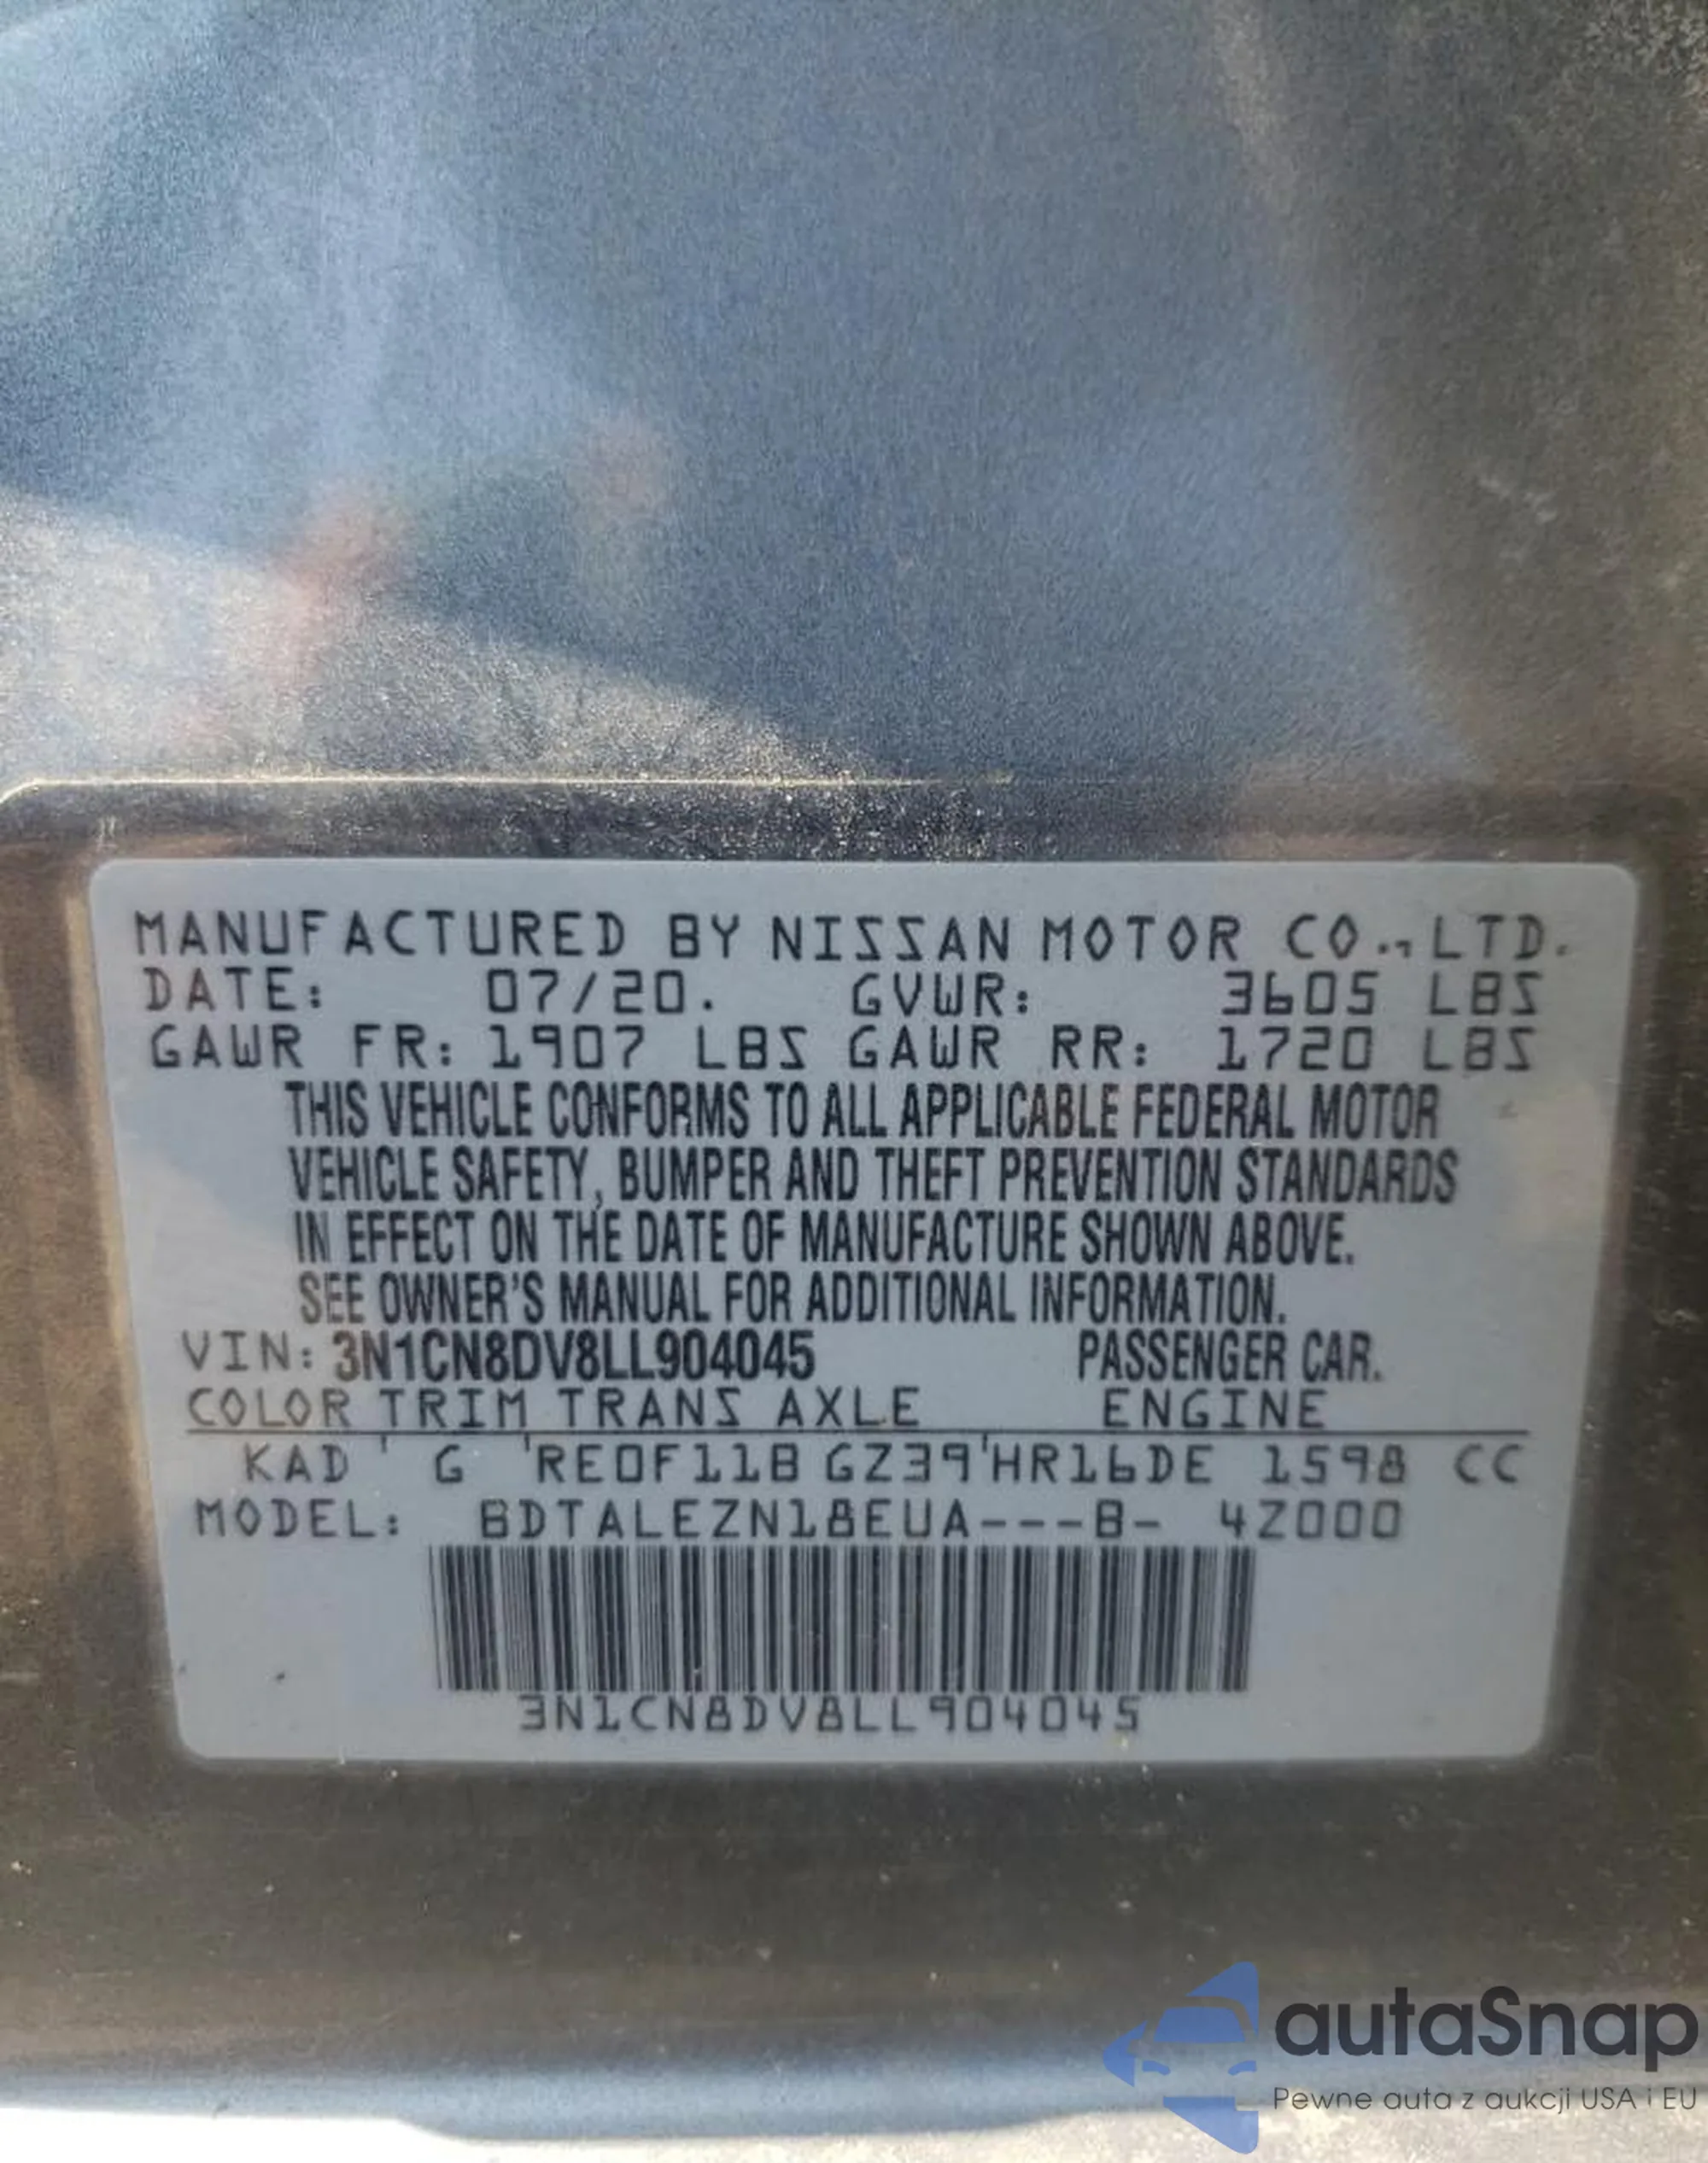 MANUFACTURED BY NISSAN MOTOR CO., LTD.
DATE: 07/20. GVWR: 3605 LBS
GAWR FR: 1907 LBS GAWR RR: 1720 LBS
THIS VEHICLE CONFORMS TO ALL APPLICABLE FEDERAL MOTOR
VEHICLE SAFETY, BUMPER AND THEFT PREVENTION STANDARDS
IN EFFECT ON THE DATE OF MANUFACTURE SHOWN ABOVE.
SEE OWNER'S MANUAL FOR ADDITIONAL INFORMATION.
VIN: 3N1CN8DV8LL904045 PASSENGER CAR.
COLOR TRIM TRANS AXLE ENGINE
KAD ' G 'RE0F11B GZ39'HR16DE 1598 CC
MODEL: BDTALEZN18EUA---B- 4Z000
3N1CN8DV8LL904045
autaSnap
Pewne auta z aukcji USA i EU